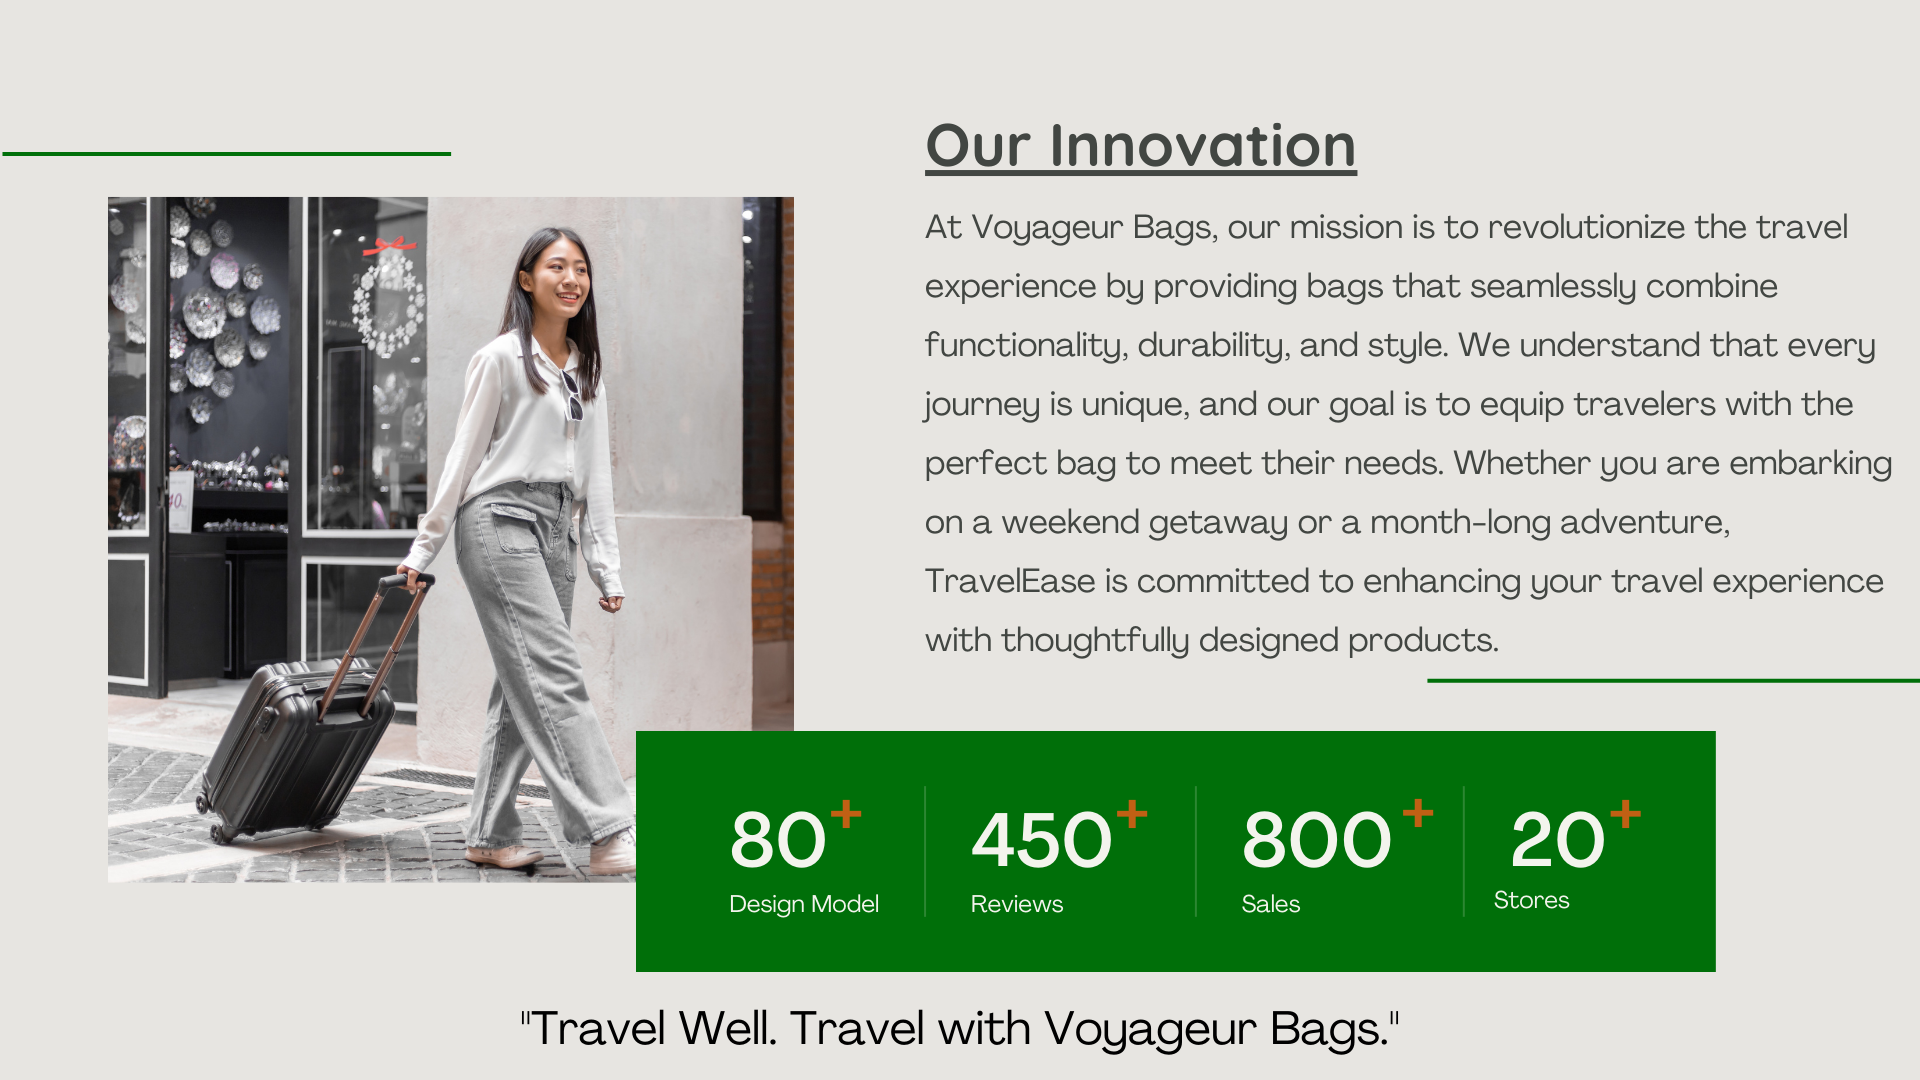 Our Innovation
At Voyageur Bags, our mission is to revolutionize the travel
experience by providing bags that seamlessly combine
functionality, durability, and style. We understand that every
journey is unique, and our goal is to equip travelers with the
perfect bag to meet their needs. Whether you are embarking
on a weekend getaway or a month-long adventure,
TravelEase is committed to enhancing your travel experience
with thoughtfully designed products.
40
80+
Design Model
450+
Reviews
800+
Sales
20+
Stores
"Travel Well. Travel with Voyageur Bags."